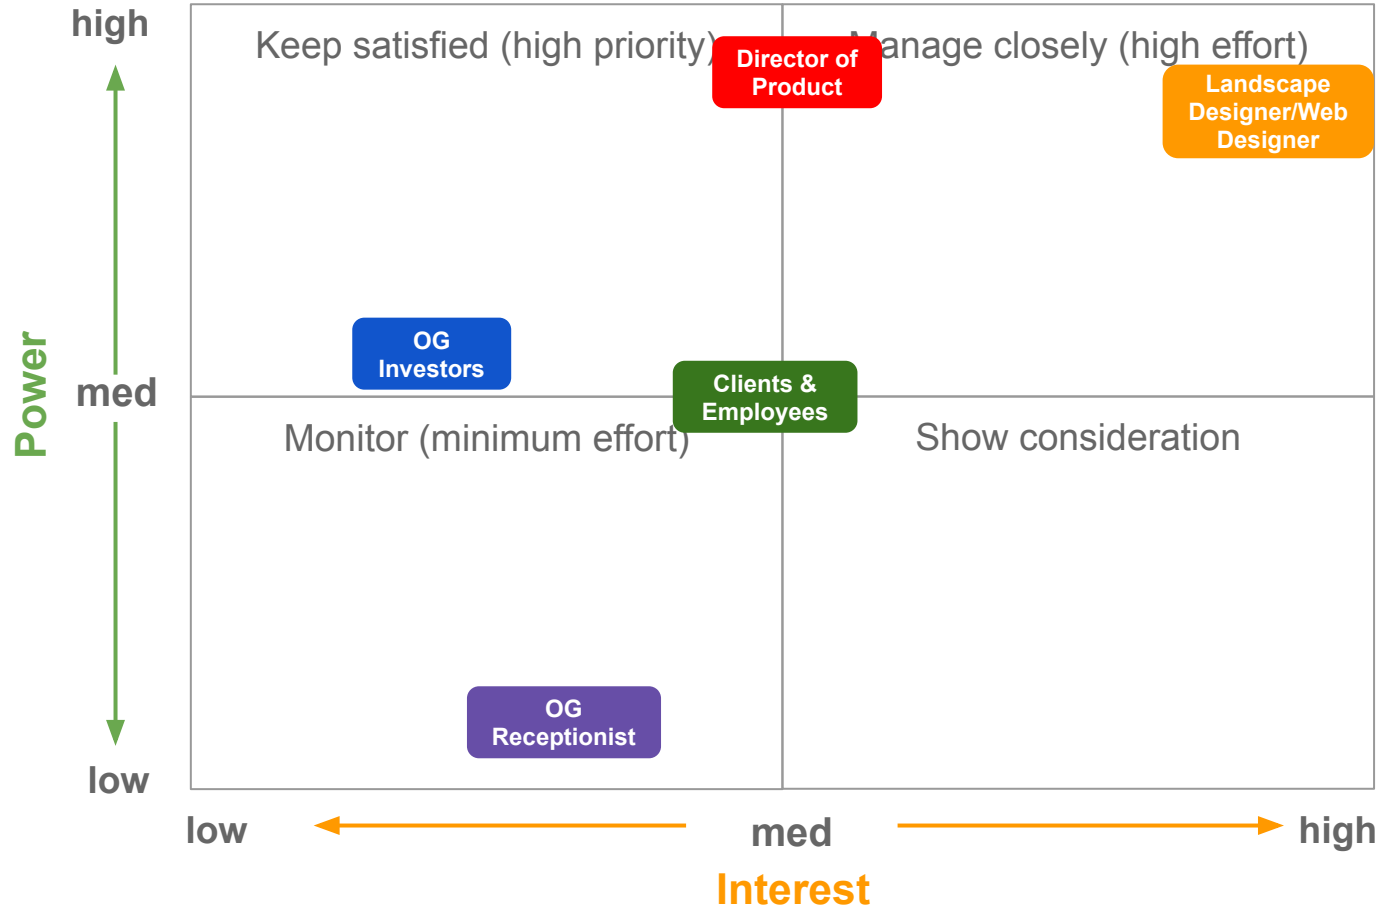 high
Keep satisfied (high priority)
Manage closely (high effort)
Director of
Product
Landscape
Designer/Web
Designer
Power
OG
Investors
med
Clients &
Employees
Monitor (minimum effort)
Show consideration
OG
Receptionist
low
low
med
high
Interest